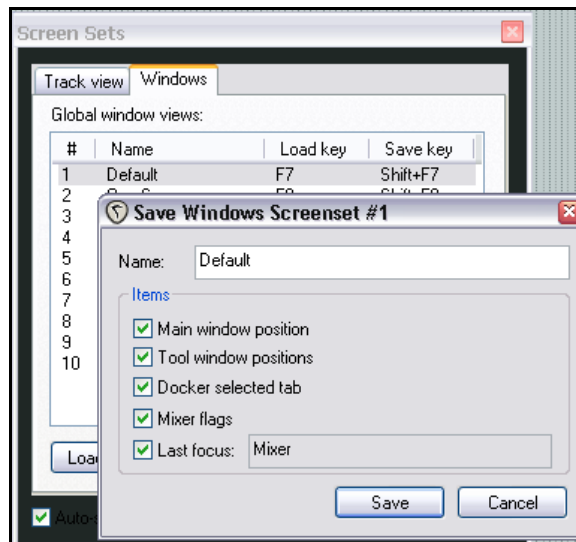 Screen Sets
Track view Windows
Global window views:
# Name Load key Save key
1 Default F7 Shift+F7
2
3
4
5
6
7
8
9
10
Save Windows Screenset #1
Name: Default
Items
Main window position
Tool window positions
Docker selected tab
Mixer flags
Last focus: Mixer
Save Cancel